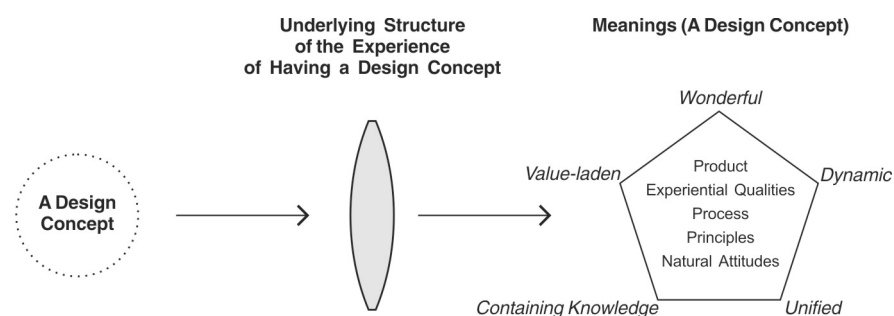 Underlying Structure
of the Experience
of Having a Design Concept
Meanings (A Design Concept)
A Design
Concept
Wonderful
Value-laden
Dynamic
Product
Experiential Qualities
Process
Principles
Natural Attitudes
Containing Knowledge
Unified